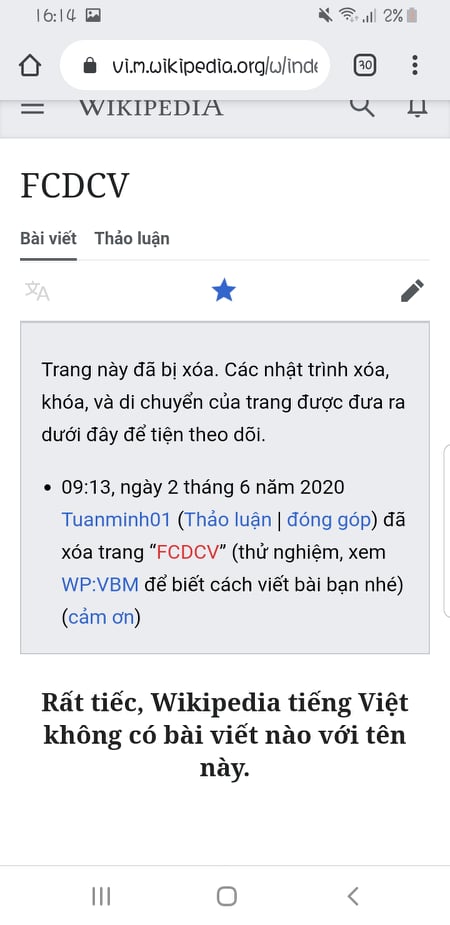 16:14 2%
vi.m.wikipedia.org/w/inde 30
WIKIPEDIA
FCDCV
Bài viết Thảo luận
Trang này đã bị xóa. Các nhật trình xóa,
khóa, và di chuyển của trang được đưa ra
dưới đây để tiện theo dõi.
• 09:13, ngày 2 tháng 6 năm 2020
Tuanminh01 (Thảo luận | đóng góp) đã
xóa trang “FCDCV” (thử nghiệm, xem
WP:VBM để biết cách viết bài bạn nhé)
(cảm ơn)
Rất tiếc, Wikipedia tiếng Việt
không có bài viết nào với tên
này.